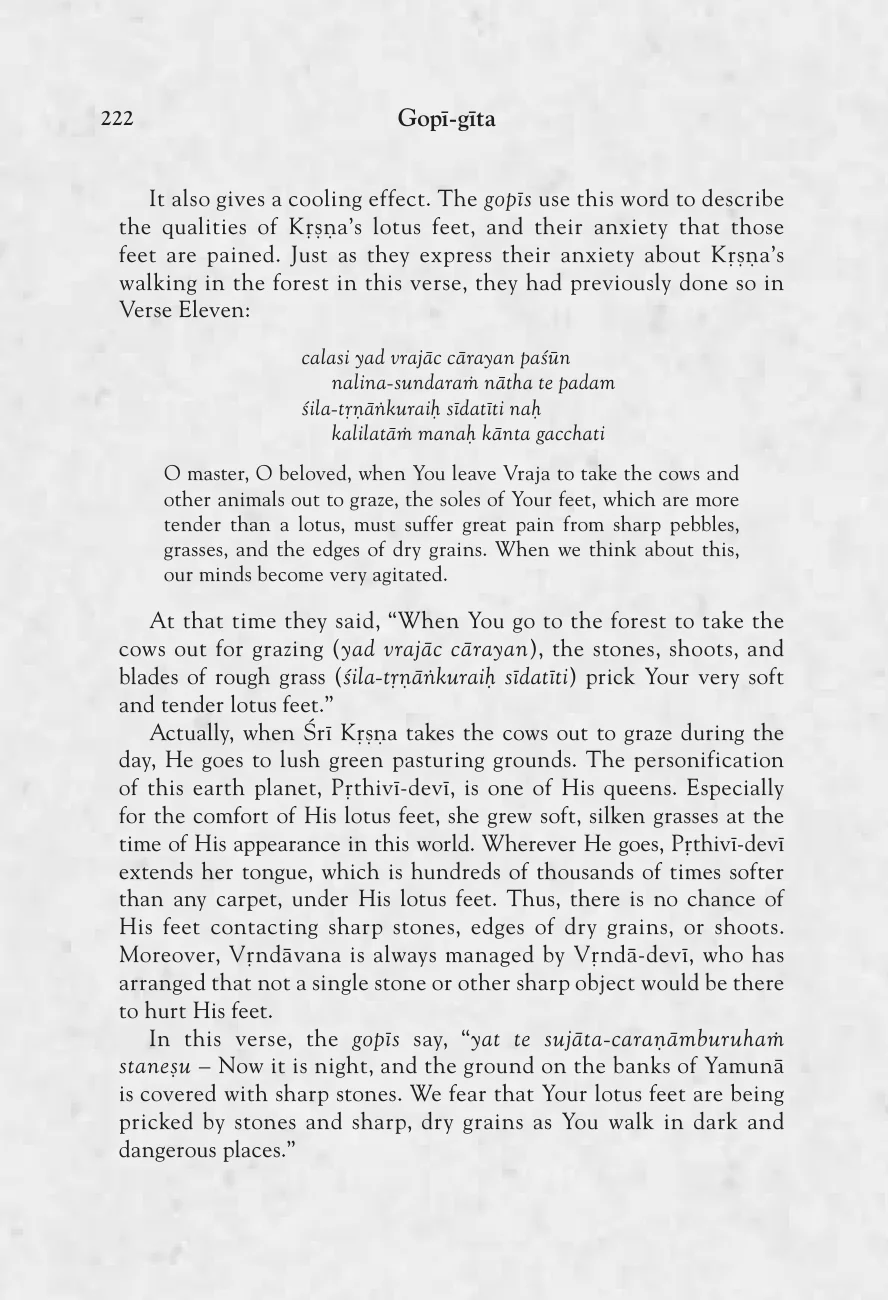 222
Gopī-gīta
It also gives a cooling effect. The gopīs use this word to describe
the qualities of Kṛṣṇa’s lotus feet, and their anxiety that those
feet are pained. Just as they express their anxiety about Kṛṣṇa’s
walking in the forest in this verse, they had previously done so in
Verse Eleven:
calasi yad vrajāc cārayan paśūn
nalina-sundaraṁ nātha te padam
śila-tṛṇāṅkuraiḥ sīdatīti naḥ
kalilatāṁ manaḥ kānta gacchati
O master, O beloved, when You leave Vraja to take the cows and
other animals out to graze, the soles of Your feet, which are more
tender than a lotus, must suffer great pain from sharp pebbles,
grasses, and the edges of dry grains. When we think about this,
our minds become very agitated.
At that time they said, “When You go to the forest to take the
cows out for grazing (yad vrajāc cārayan), the stones, shoots, and
blades of rough grass (śila-tṛṇāṅkuraiḥ sīdatīti) prick Your very soft
and tender lotus feet.”
Actually, when Śrī Kṛṣṇa takes the cows out to graze during the
day, He goes to lush green pasturing grounds. The personification
of this earth planet, Pṛthivī-devī, is one of His queens. Especially
for the comfort of His lotus feet, she grew soft, silken grasses at the
time of His appearance in this world. Wherever He goes, Pṛthivī-devī
extends her tongue, which is hundreds of thousands of times softer
than any carpet, under His lotus feet. Thus, there is no chance of
His feet contacting sharp stones, edges of dry grains, or shoots.
Moreover, Vṛndāvana is always managed by Vṛndā-devī, who has
arranged that not a single stone or other sharp object would be there
to hurt His feet.
In this verse, the gopīs say, “yat te sujāta-caraṇāmburuhaṁ
staneṣu – Now it is night, and the ground on the banks of Yamunā
is covered with sharp stones. We fear that Your lotus feet are being
pricked by stones and sharp, dry grains as You walk in dark and
dangerous places.”